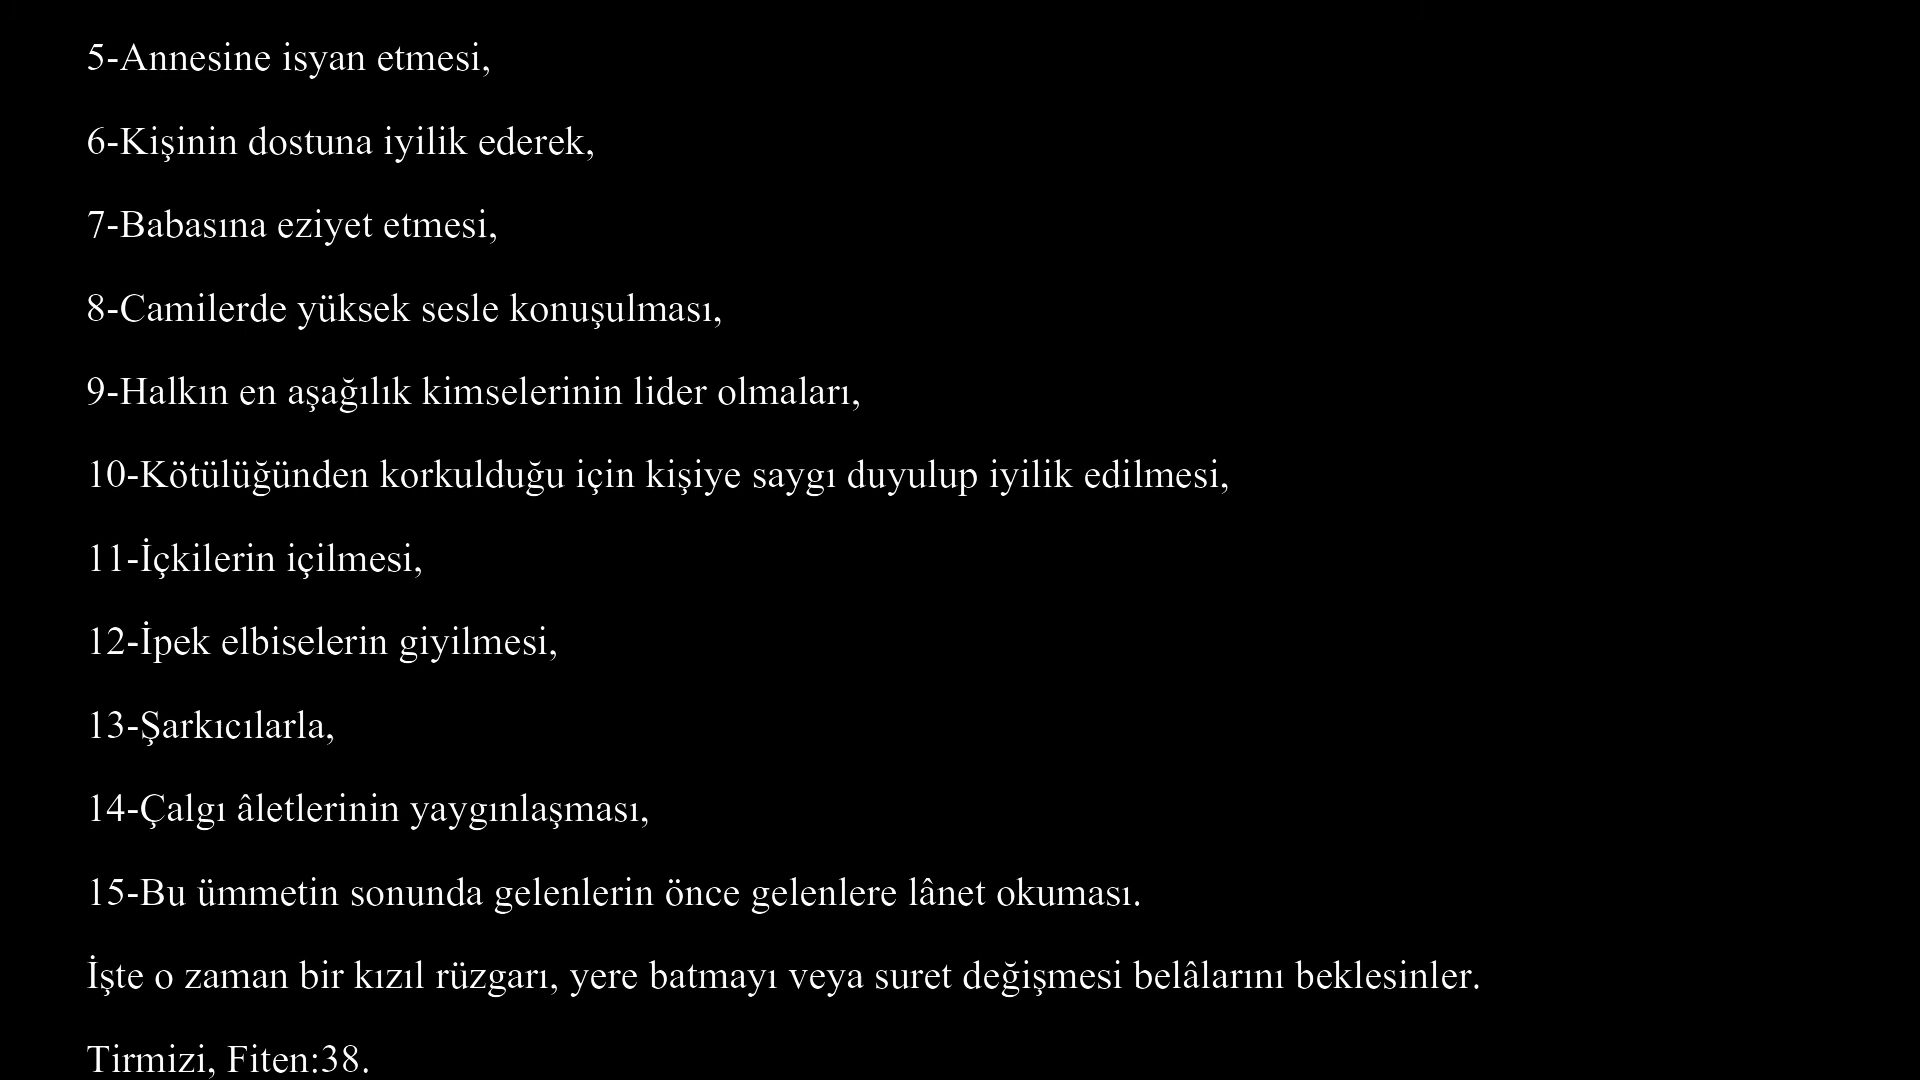 5-Annesine isyan etmesi,
6-Kişinin dostuna iyilik ederek,
7-Babasına eziyet etmesi,
8-Camilerde yüksek sesle konuşulması,
9-Halkın en aşağılık kimselerinin lider olmaları,
10-Kötülüğünden korkulduğu için kişiye saygı duyulup iyilik edilmesi,
11-İçkilerin içilmesi,
12-İpek elbiselerin giyilmesi,
13-Şarkıcılarla,
14-Çalgı âletlerinin yaygınlaşması,
15-Bu ümmetin sonunda gelenlerin önce gelenlere lânet okuması.
İşte o zaman bir kızıl rüzgarı, yere batmayı veya suret değişmesi belâlarını beklesinler.
Tirmizi, Fiten:38.